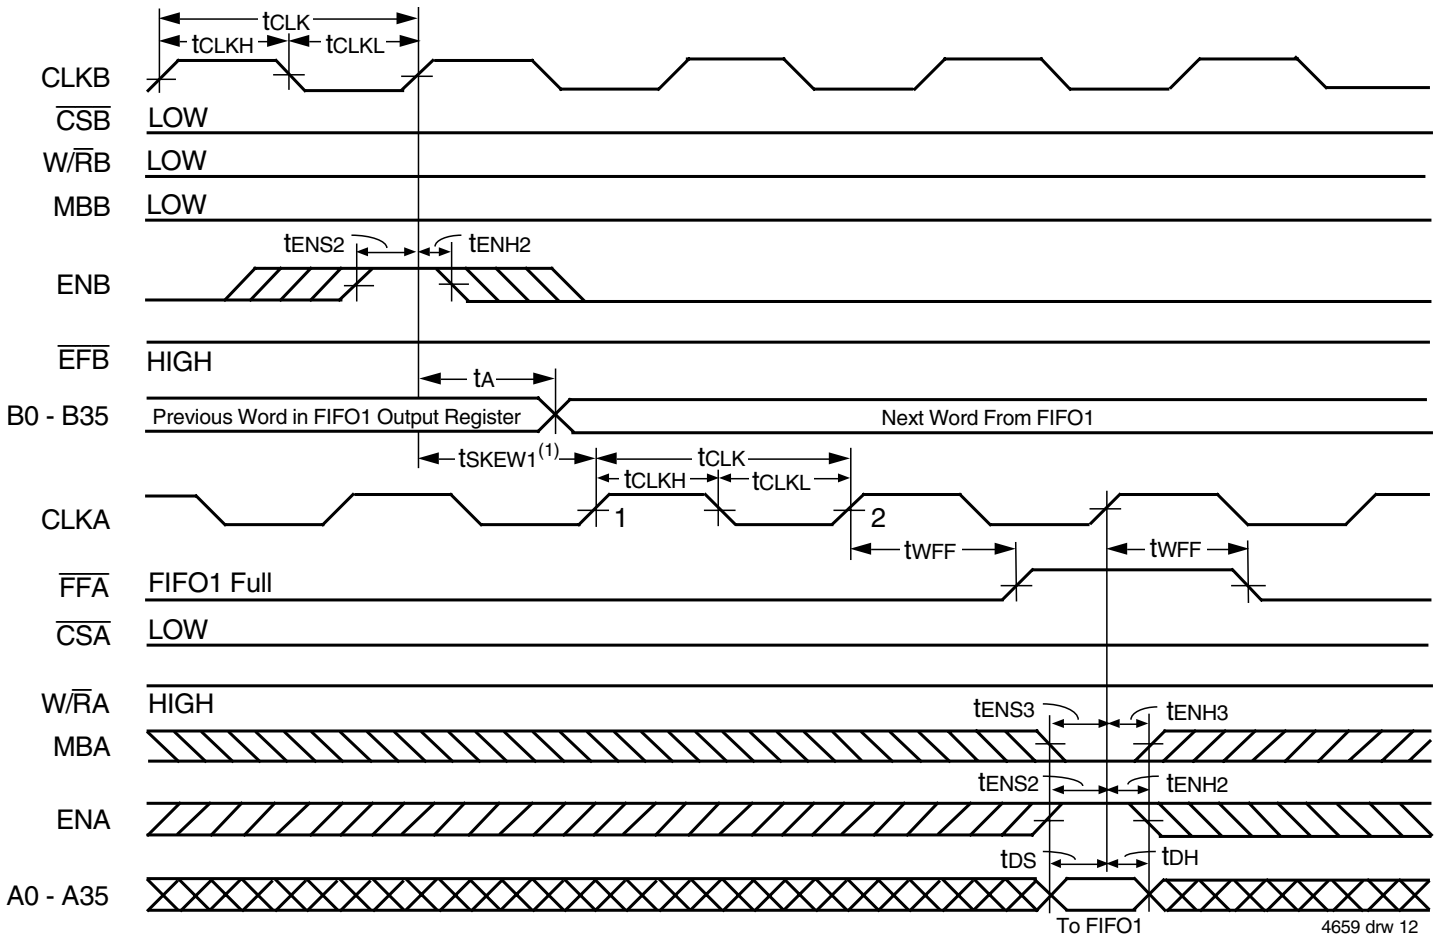 tCLK
tCLKH
tCLKL
CLKB
CSB
LOW
W/RB
LOW
MBB
LOW
tENS2
tENH2
ENB
EFB
HIGH
tA
B0 - B35
Previous Word in FIFO1 Output Register
Next Word From FIFO1
tSKEW1(1)
tCLK
tCLKH
tCLKL
CLKA
1
2
tWFF
tWFF
FFA
FIFO1 Full
CSA
LOW
W/RA
HIGH
tENS3
tENH3
MBA
tENS2
tENH2
ENA
tDS
tDH
A0 - A35
To FIFO1
4659 drw 12